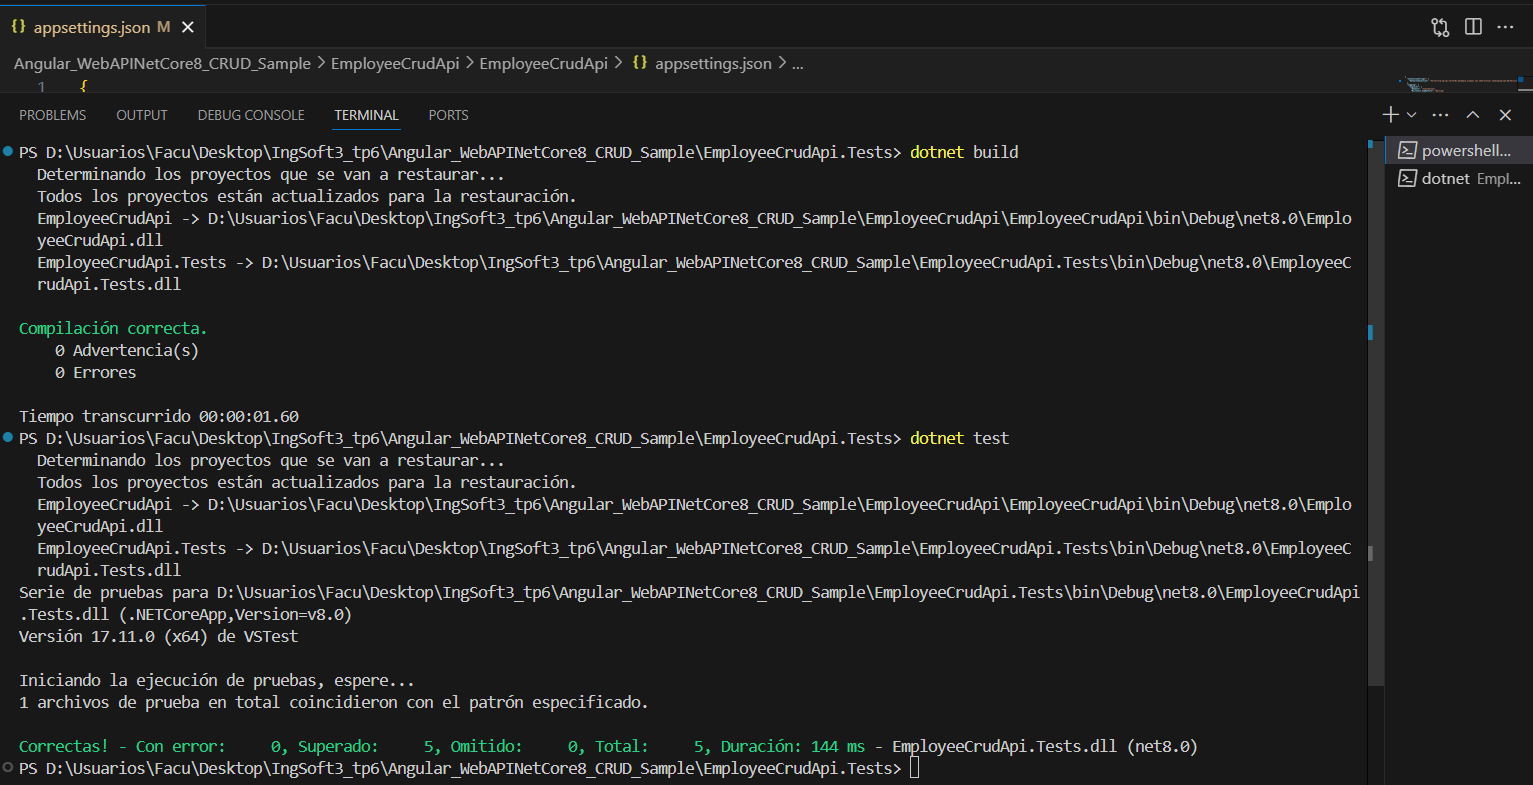 {} appsettings.json M
Angular_WebAPINetCore8_CRUD_Sample > EmployeeCrudApi > EmployeeCrudApi > {} appsettings.json > ...
1 {
PROBLEMS OUTPUT DEBUG CONSOLE TERMINAL PORTS
PS D:\Usuarios\Facu\Desktop\IngSoft3_tp6\Angular_WebAPINetCore8_CRUD_Sample\EmployeeCrudApi.Tests> dotnet build
Determinando los proyectos que se van a restaurar...
Todos los proyectos están actualizados para la restauración.
EmployeeCrudApi -> D:\Usuarios\Facu\Desktop\IngSoft3_tp6\Angular_WebAPINetCore8_CRUD_Sample\EmployeeCrudApi\EmployeeCrudApi\bin\Debug\net8.0\Emplo
yeeCrudApi.dll
EmployeeCrudApi.Tests -> D:\Usuarios\Facu\Desktop\IngSoft3_tp6\Angular_WebAPINetCore8_CRUD_Sample\EmployeeCrudApi.Tests\bin\Debug\net8.0\EmployeeC
rudApi.Tests.dll
Compilación correcta.
0 Advertencia(s)
0 Errores
Tiempo transcurrido 00:00:01.60
PS D:\Usuarios\Facu\Desktop\IngSoft3_tp6\Angular_WebAPINetCore8_CRUD_Sample\EmployeeCrudApi.Tests> dotnet test
Determinando los proyectos que se van a restaurar...
Todos los proyectos están actualizados para la restauración.
EmployeeCrudApi -> D:\Usuarios\Facu\Desktop\IngSoft3_tp6\Angular_WebAPINetCore8_CRUD_Sample\EmployeeCrudApi\EmployeeCrudApi\bin\Debug\net8.0\Emplo
yeeCrudApi.dll
EmployeeCrudApi.Tests -> D:\Usuarios\Facu\Desktop\IngSoft3_tp6\Angular_WebAPINetCore8_CRUD_Sample\EmployeeCrudApi.Tests\bin\Debug\net8.0\EmployeeC
rudApi.Tests.dll
Serie de pruebas para D:\Usuarios\Facu\Desktop\IngSoft3_tp6\Angular_WebAPINetCore8_CRUD_Sample\EmployeeCrudApi.Tests\bin\Debug\net8.0\EmployeeCrudApi
.Tests.dll (.NETCoreApp,Version=v8.0)
Versión 17.11.0 (x64) de VSTest
Iniciando la ejecución de pruebas, espere...
1 archivos de prueba en total coincidieron con el patrón especificado.
Correctas! - Con error:     0, Superado:     5, Omitido:     0, Total:     5, Duración: 144 ms - EmployeeCrudApi.Tests.dll (net8.0)
PS D:\Usuarios\Facu\Desktop\IngSoft3_tp6\Angular_WebAPINetCore8_CRUD_Sample\EmployeeCrudApi.Tests>
powershell...
dotnet Empl...